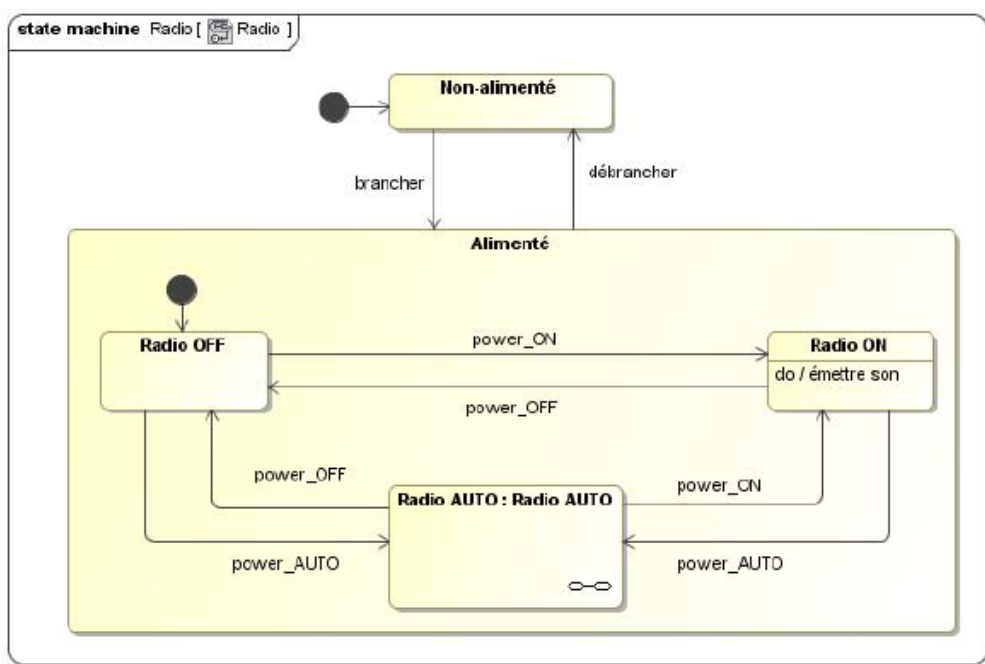 state machine Radio [ Radio ]
Non-alimenté
brancher
débrancher
Alimenté
Radio OFF
power_ON
Radio ON
do / émettre son
power_OFF
power_OFF
power_ON
Radio AUTO : Radio AUTO
power_AUTO
power_AUTO